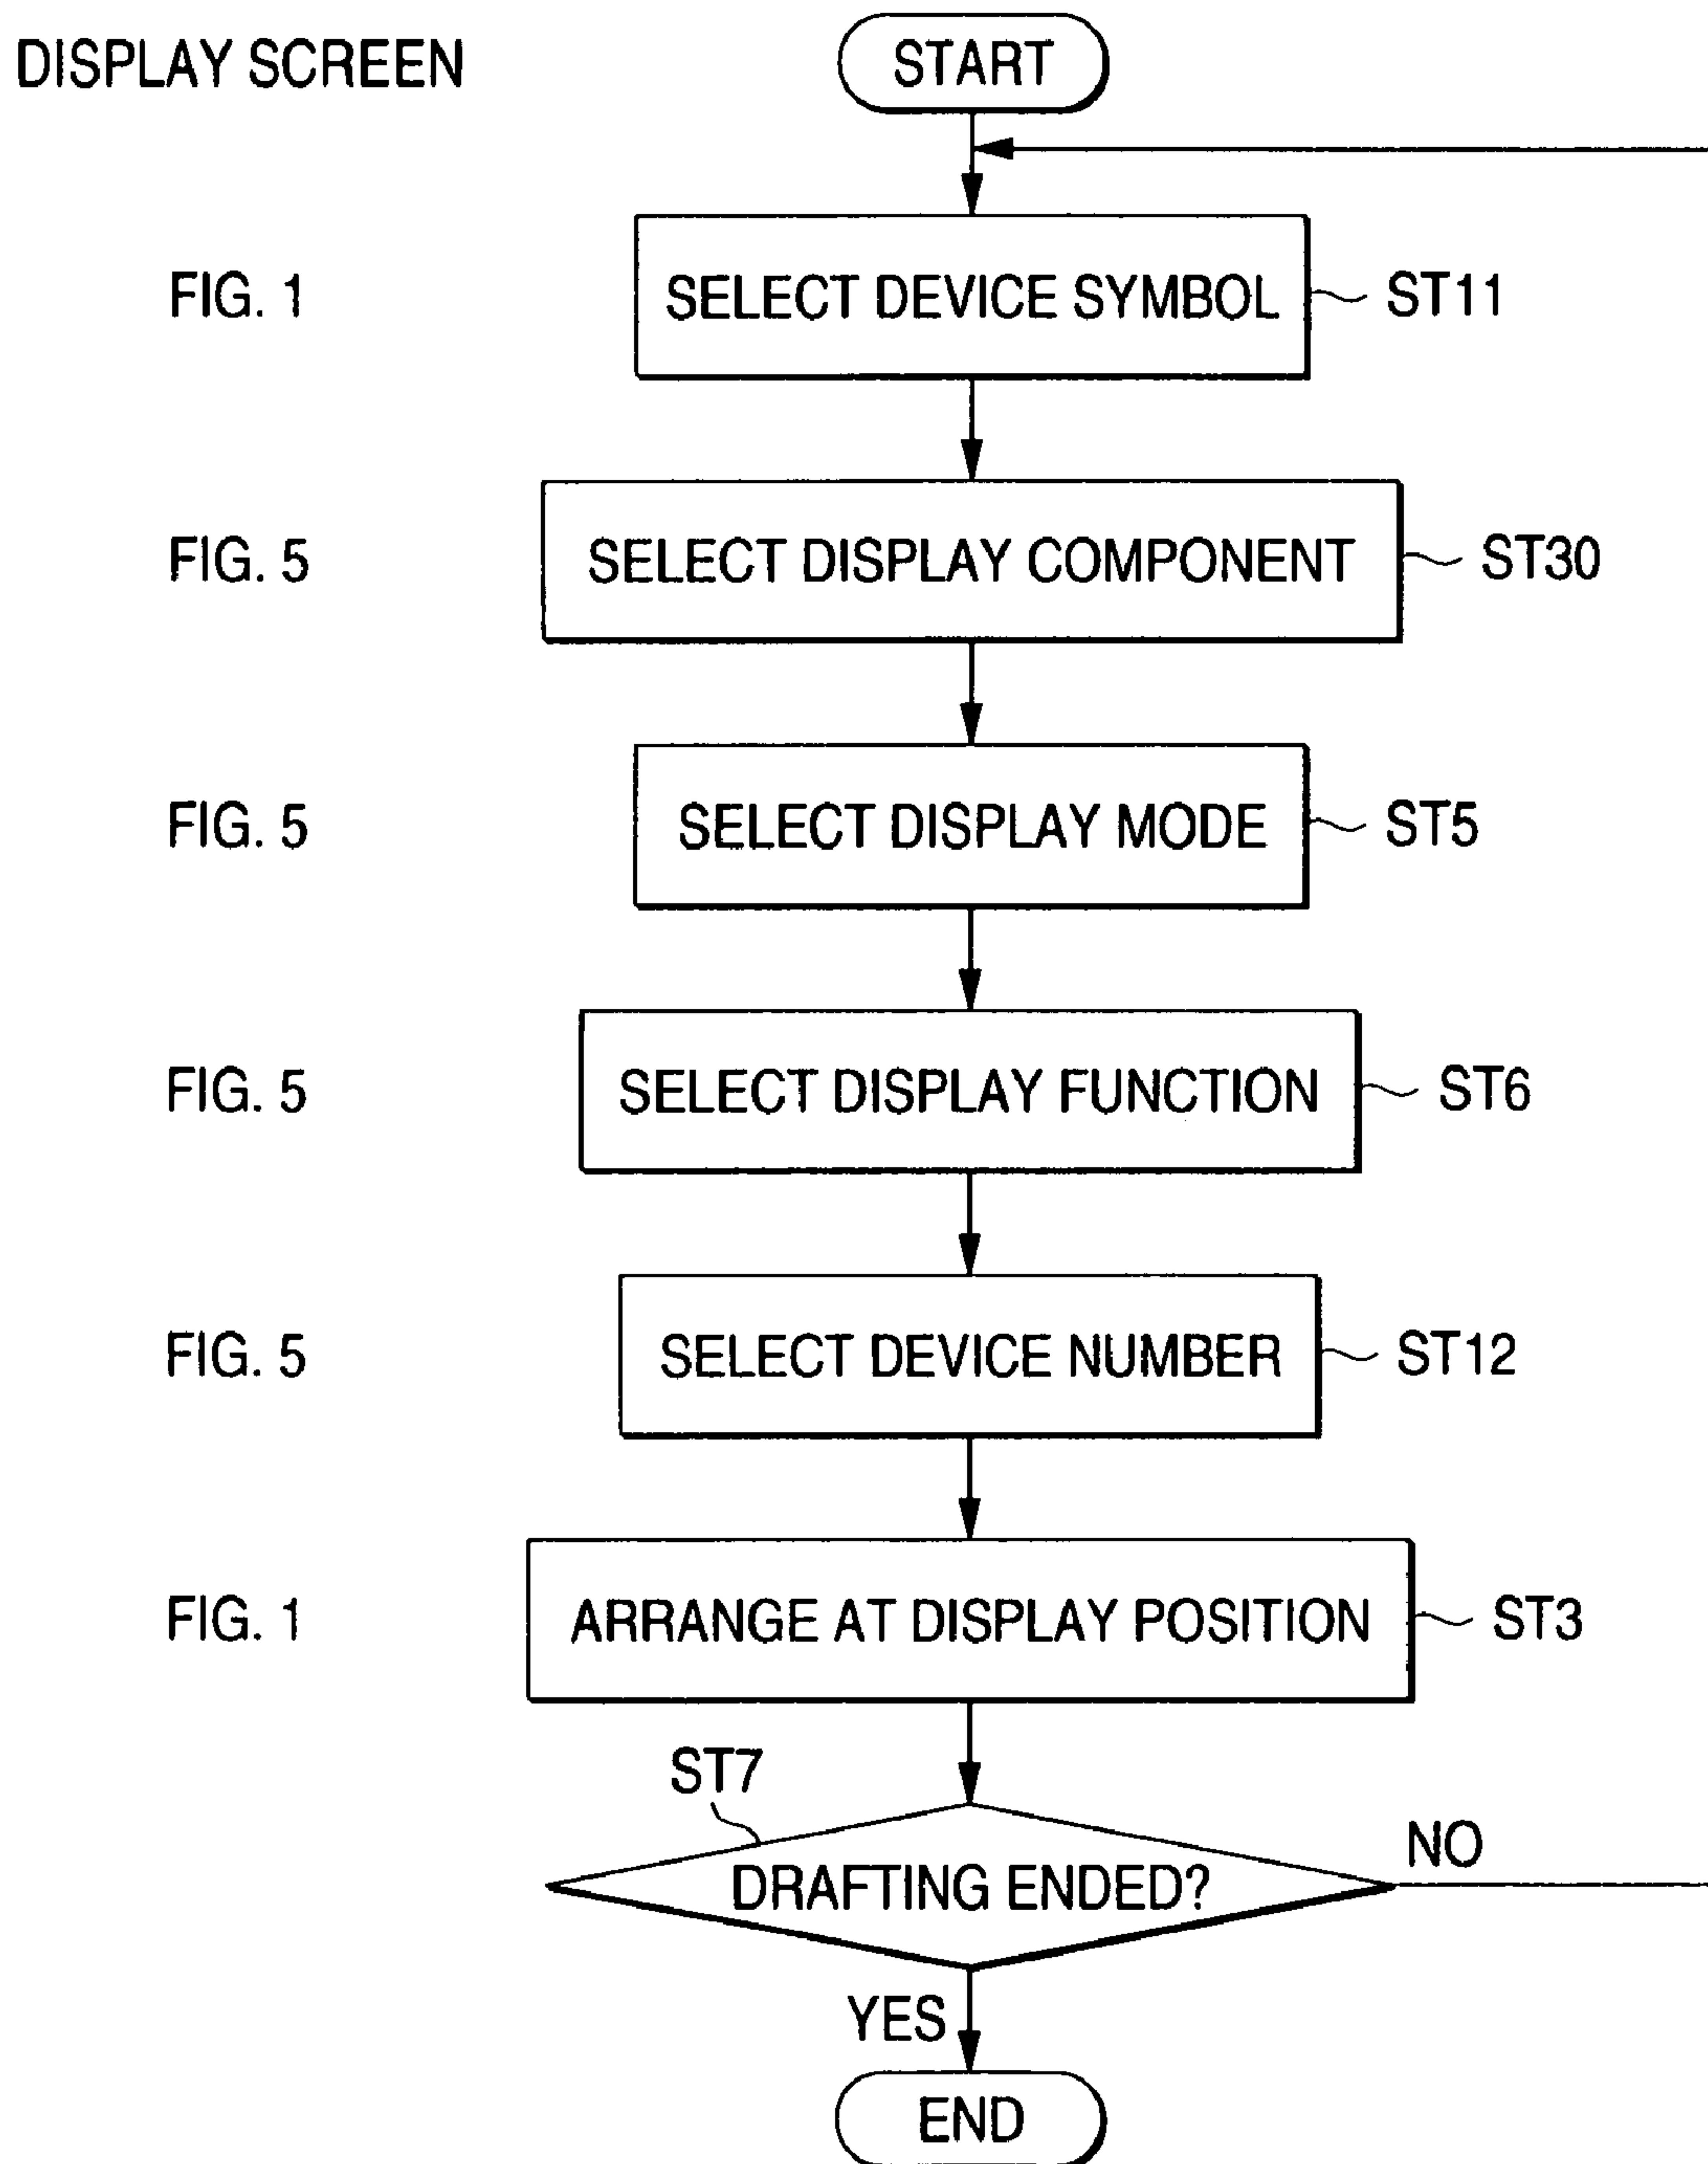 DISPLAY SCREEN
START
FIG. 1
SELECT DEVICE SYMBOL
ST11
FIG. 5
SELECT DISPLAY COMPONENT
ST30
FIG. 5
SELECT DISPLAY MODE
ST5
FIG. 5
SELECT DISPLAY FUNCTION
ST6
FIG. 5
SELECT DEVICE NUMBER
ST12
FIG. 1
ARRANGE AT DISPLAY POSITION
ST3
ST7
DRAFTING ENDED?
NO
YES
END